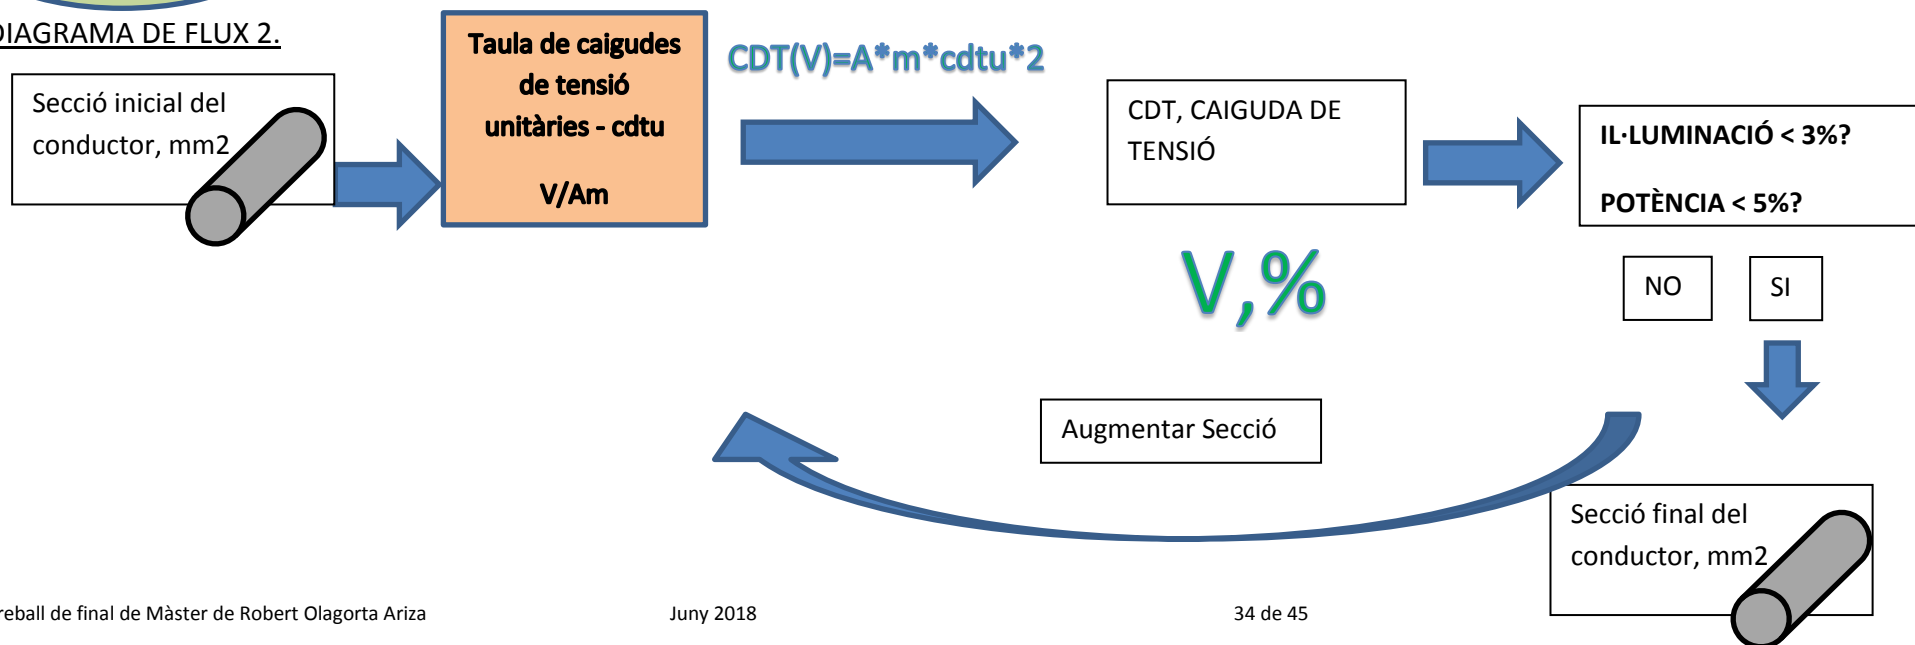 DIAGRAMA DE FLUX 2.
Secció inicial del
conductor, mm2
Taula de caigudes
de tensió
unitàries - cdtu
V/Am
CDT(V)=A*m*cdtu*2
CDT, CAIGUDA DE
TENSIÓ
V,%
IL·LUMINACIÓ < 3%?
POTÈNCIA < 5%?
NO
SI
Augmentar Secció
Secció final del
conductor, mm2
reball de final de Màster de Robert Olagorta Ariza
Juny 2018
34 de 45